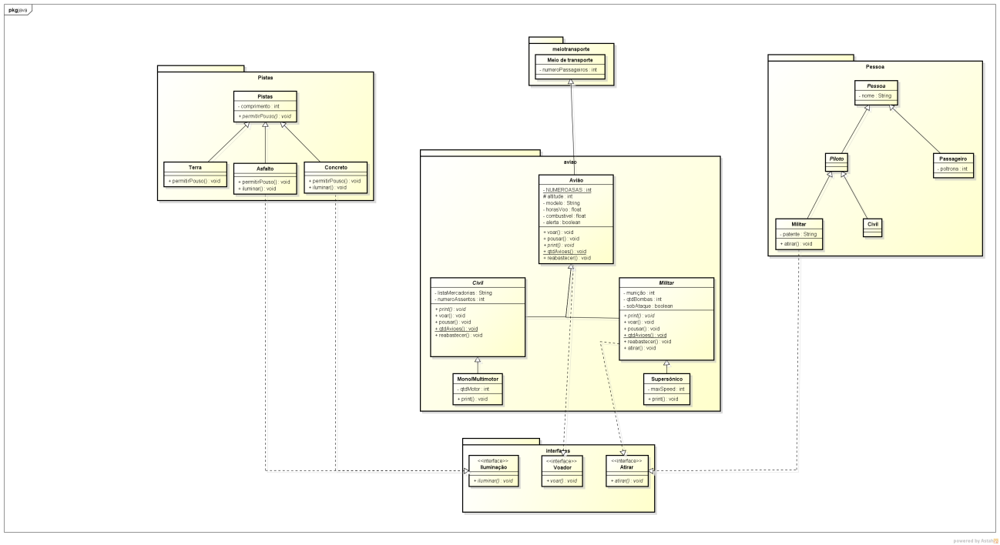 pkg java
meiotransporte
Meio de transporte
- numeroPassageiros : int
Pistas
Pistas
- comprimento : int
+ permitirPouso() : void
Terra
+ permitirPouso() : void
Asfalto
+ permitirPouso() : void
+ iluminar() : void
Concreto
+ permitirPouso() : void
+ iluminar() : void
Pessoa
Pessoa
- nome : String
Piloto
Passageiro
- poltrona : int
Militar
- patente : String
+ atirar() : void
Civil
aviao
Avião
- NUMEROASAS : int
# altitude : int
- modelo : String
- horasVoo : float
- combustivel : float
- alerta : boolean
+ voar() : void
+ pousar() : void
+ print() : void
+ qtdAvioes() : void
+ reabastecer() : void
Civil
- listaMercadorias : String
- numeroAssentos : int
+ print() : void
+ voar() : void
+ pousar() : void
+ qtdAvioes() : void
+ reabastecer() : void
Militar
- munição : int
- qtdBombas : int
- sobAtaque : boolean
+ print() : void
+ voar() : void
+ pousar() : void
+ qtdAvioes() : void
+ reabastecer() : void
+ atirar() : void
Mono/Multimotor
- qtdMotor : int
+ print() : void
Supersônico
- maxSpeed : int
+ print() : void
interfaces
<<interface>>
Iluminação
+ iluminar() : void
<<interface>>
Voador
+ voar() : void
<<interface>>
Atirar
+ atirar() : void
powered by Astah